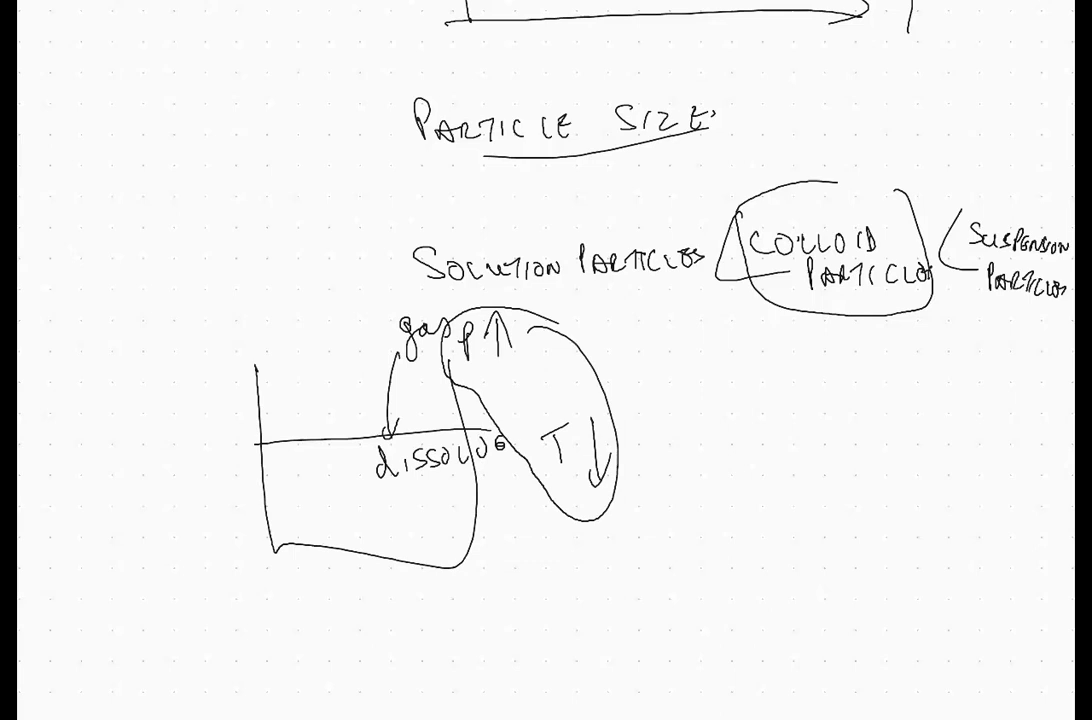 PARTICLE SIZE
SOLUTION PARTICLES < COLLOID PARTICLES < SUSPENSION PARTICLES
gas P ↑
dissolve T ↓